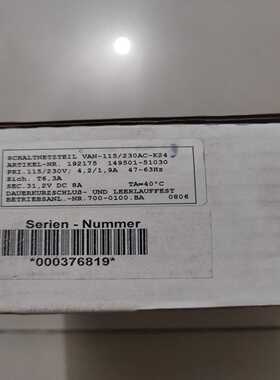 SCHALTNETZTEIL VAN-115/230AC-K24
ARTIKEL-NR. 192175 149501-51030
PRI.115/230V, 4,2/1,9A 47-63Hz
Sich. T6,3A
SEC.31,2V DC 8A TA=40°C
DAUERKURZSCHLUS- UND LEERLAUFFEST
BETRIEBSANL.-NR.700-0100.BA 0806
Serien - Nummer
*000376819*